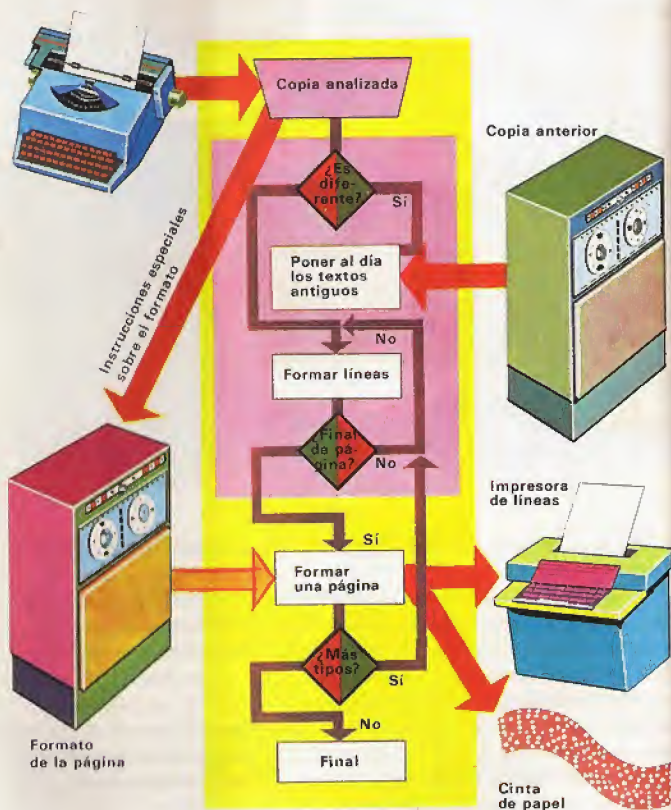 Copia analizada
Copia anterior
¿Es
dife-
rente?
Sí
Poner al día
los textos
antiguos
Instrucciones especiales
sobre el formato
No
Formar líneas
¿Final
de pá-
gina?
No
Impresora
de líneas
Sí
Formar
una página
¿Más
tipos?
Sí
No
Final
Formato
de la página
Cinta
de papel